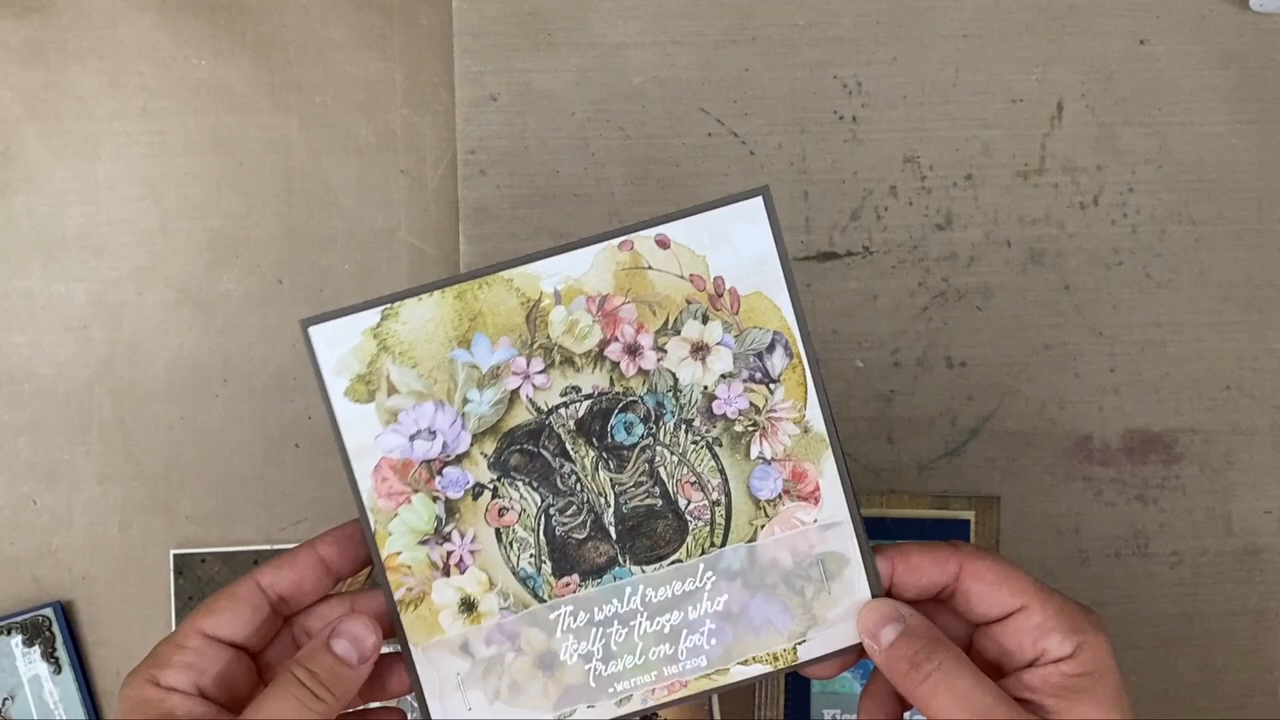 The world reveals
itself to those who
travel on foot.
-Werner Herzog